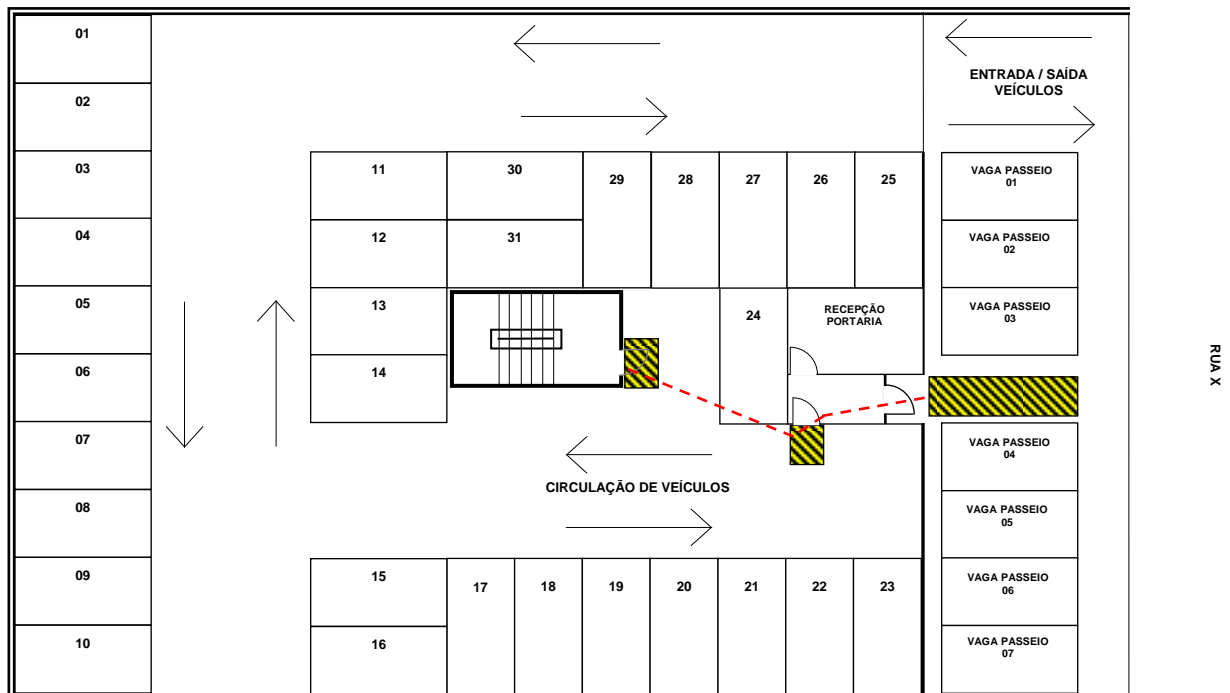 01
02
03
04
05
06
07
08
09
10
11
12
13
14
30
31
29
28
27
26
25
24
RECEPÇÃO
PORTARIA
CIRCULAÇÃO DE VEÍCULOS
15
16
17
18
19
20
21
22
23
ENTRADA / SAÍDA
VEÍCULOS
VAGA PASSEIO
01
VAGA PASSEIO
02
VAGA PASSEIO
03
VAGA PASSEIO
04
VAGA PASSEIO
05
VAGA PASSEIO
06
VAGA PASSEIO
07
RUA X